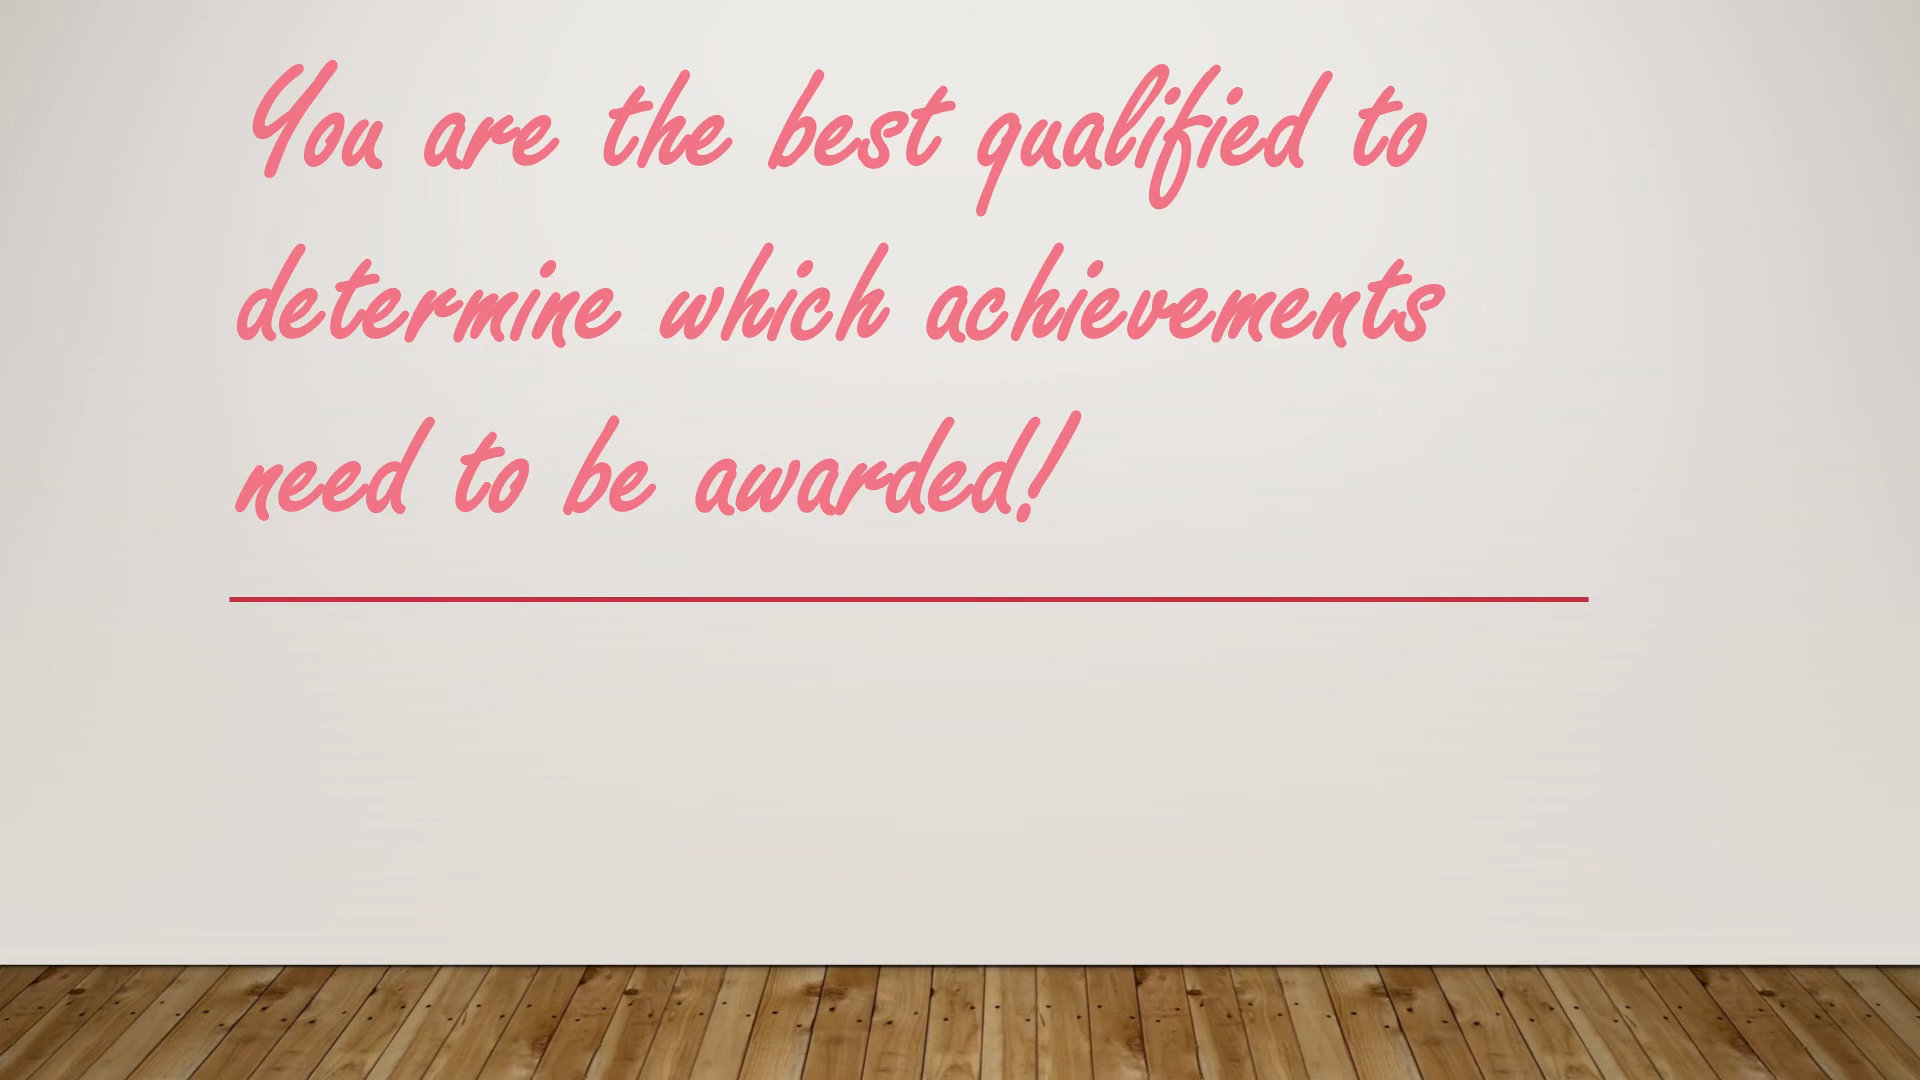 You are the best qualified to
determine which achievements
need to be awarded!